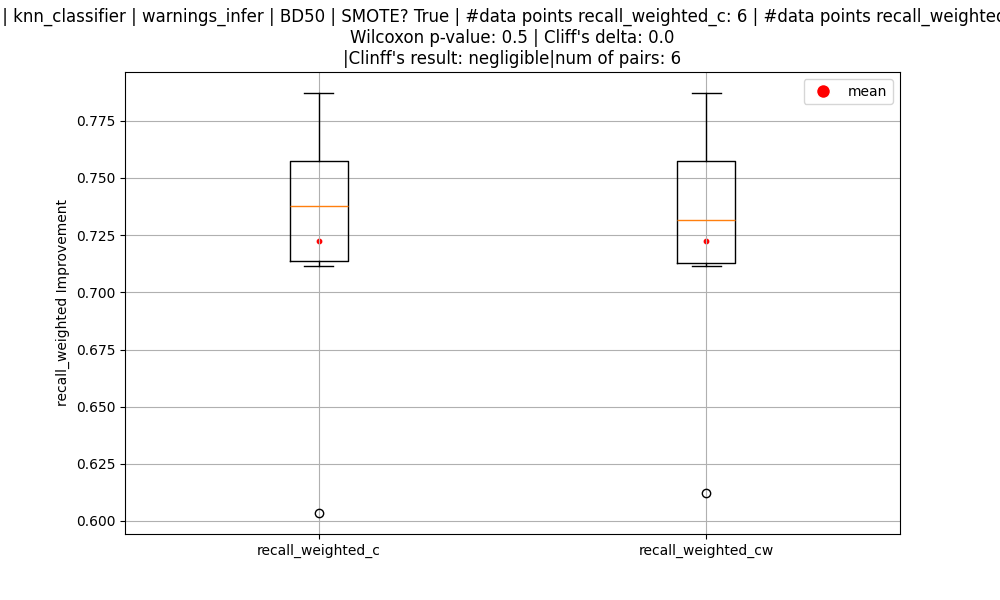 | knn_classifier | warnings_infer | BD50 | SMOTE? True | #data points recall_weighted_c: 6 | #data points
Wilcoxon p-value: 0.5 | Cliff's delta: 0.0
|Clinff's result: negligible|num of pairs: 6
mean
0.775
0.750
0.725
0.700
0.675
0.650
0.625
0.600
recall_weighted Improvement
recall_weighted_c
recall_weighted_cw